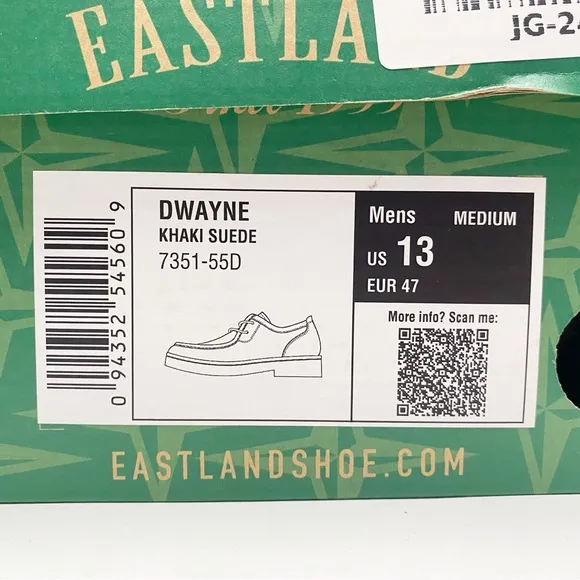 EASTLAND
JG-24
DWAYNE
KHAKI SUEDE
7351-55D
Mens MEDIUM
US 13
EUR 47
More info? Scan me:
0 94352 54560 9
EASTLANDSHOE.COM